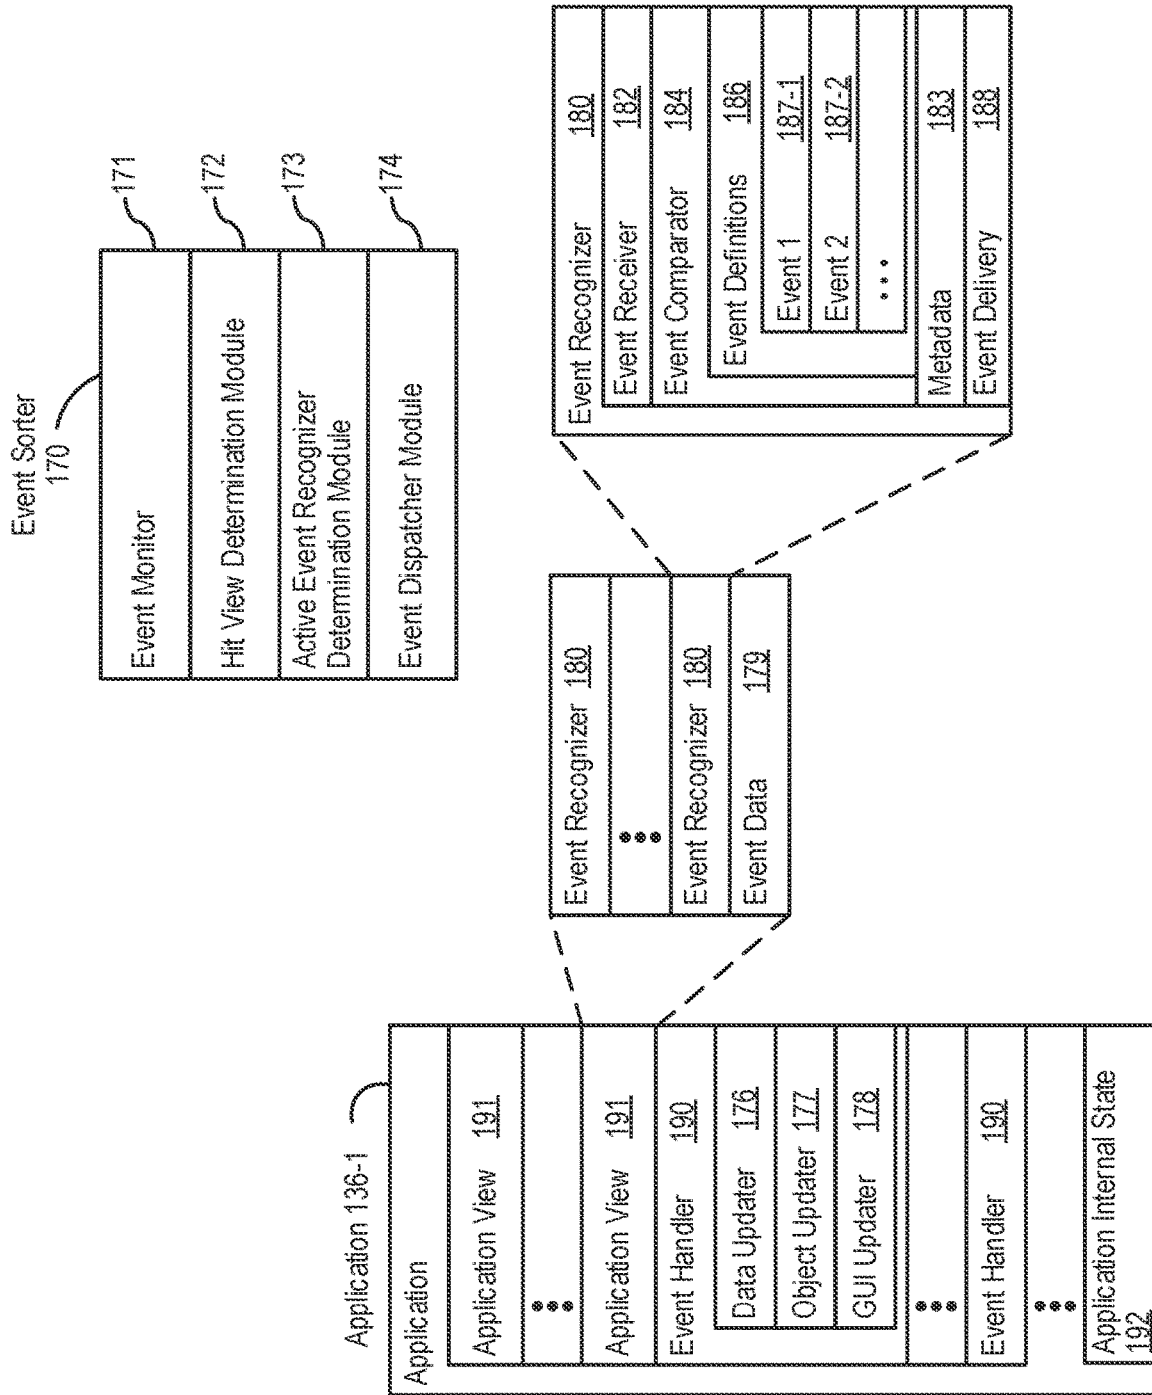 Event Sorter
170
Event Monitor
171
Hit View Determination Module
172
Active Event Recognizer
Determination Module
173
Event Dispatcher Module
174
Application 136-1
Application
Application View 191
•••
Application View 191
Event Handler 190
Data Updater 176
Object Updater 177
GUI Updater 178
•••
Event Handler 190
•••
Application Internal State
192
Event Recognizer 180
•••
Event Recognizer 180
Event Data 179
Event Recognizer 180
Event Receiver 182
Event Comparator 184
Event Definitions 186
Event 1 187-1
Event 2 187-2
•••
Metadata 183
Event Delivery 188